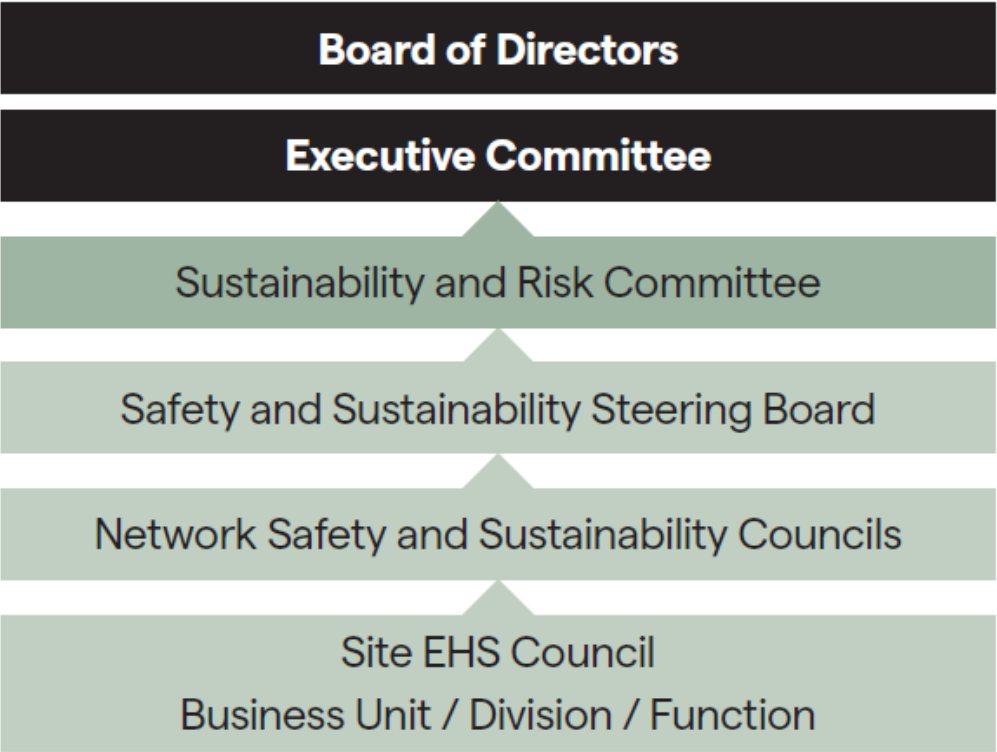 Board of Directors
Executive Committee
Sustainability and Risk Committee
Safety and Sustainability Steering Board
Network Safety and Sustainability Councils
Site EHS Council
Business Unit / Division / Function